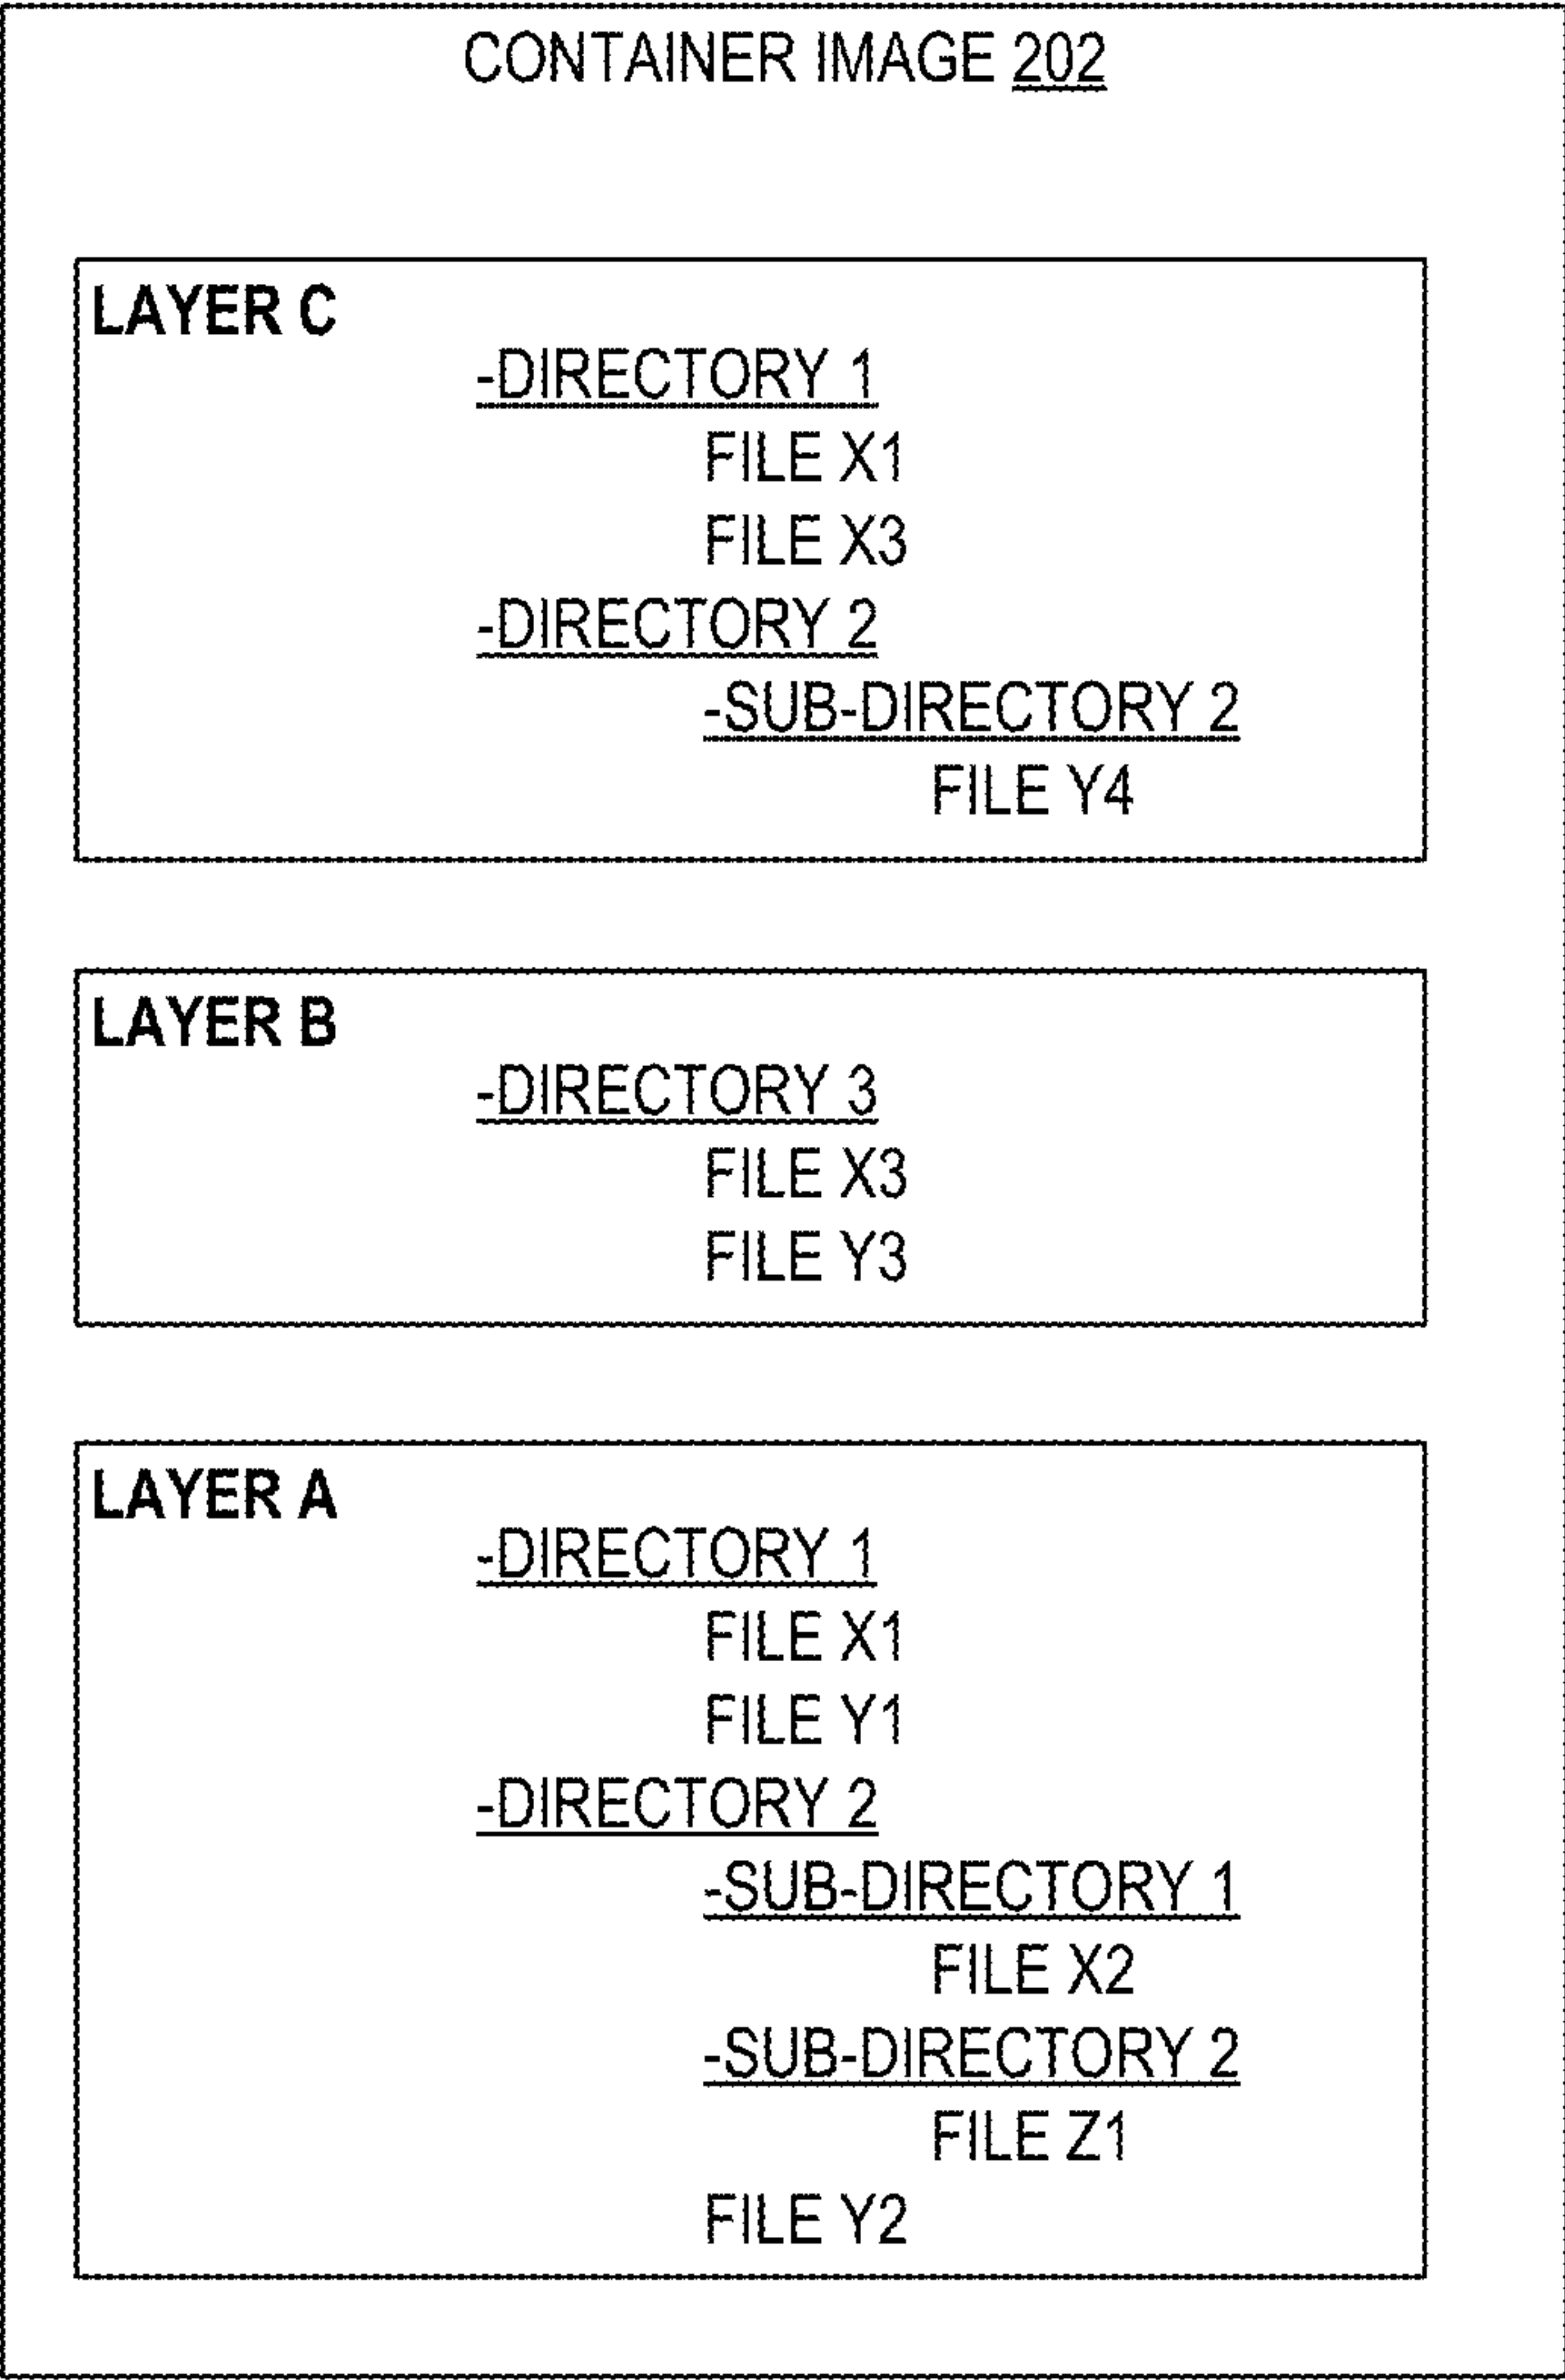 CONTAINER IMAGE 202
LAYER C
-DIRECTORY 1
FILE X1
FILE X3
-DIRECTORY 2
-SUB-DIRECTORY 2
FILE Y4
LAYER B
-DIRECTORY 3
FILE X3
FILE Y3
LAYER A
-DIRECTORY 1
FILE X1
FILE Y1
-DIRECTORY 2
-SUB-DIRECTORY 1
FILE X2
-SUB-DIRECTORY 2
FILE Z1
FILE Y2